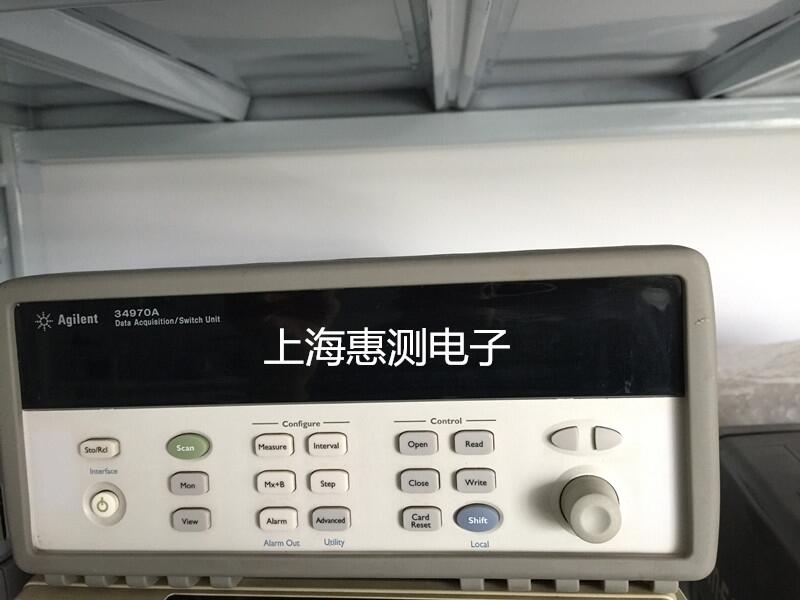 Agilent
34970A
Data Acquisition/Switch Unit
上海惠测电子
Configure
Control
Sto/Rcl
Scan
Measure
Interval
Open
Read
Interface
Mon
Mx+B
Step
Close
Write
View
Alarm
Advanced
Card
Reset
Shift
Alarm Out
Utility
Local